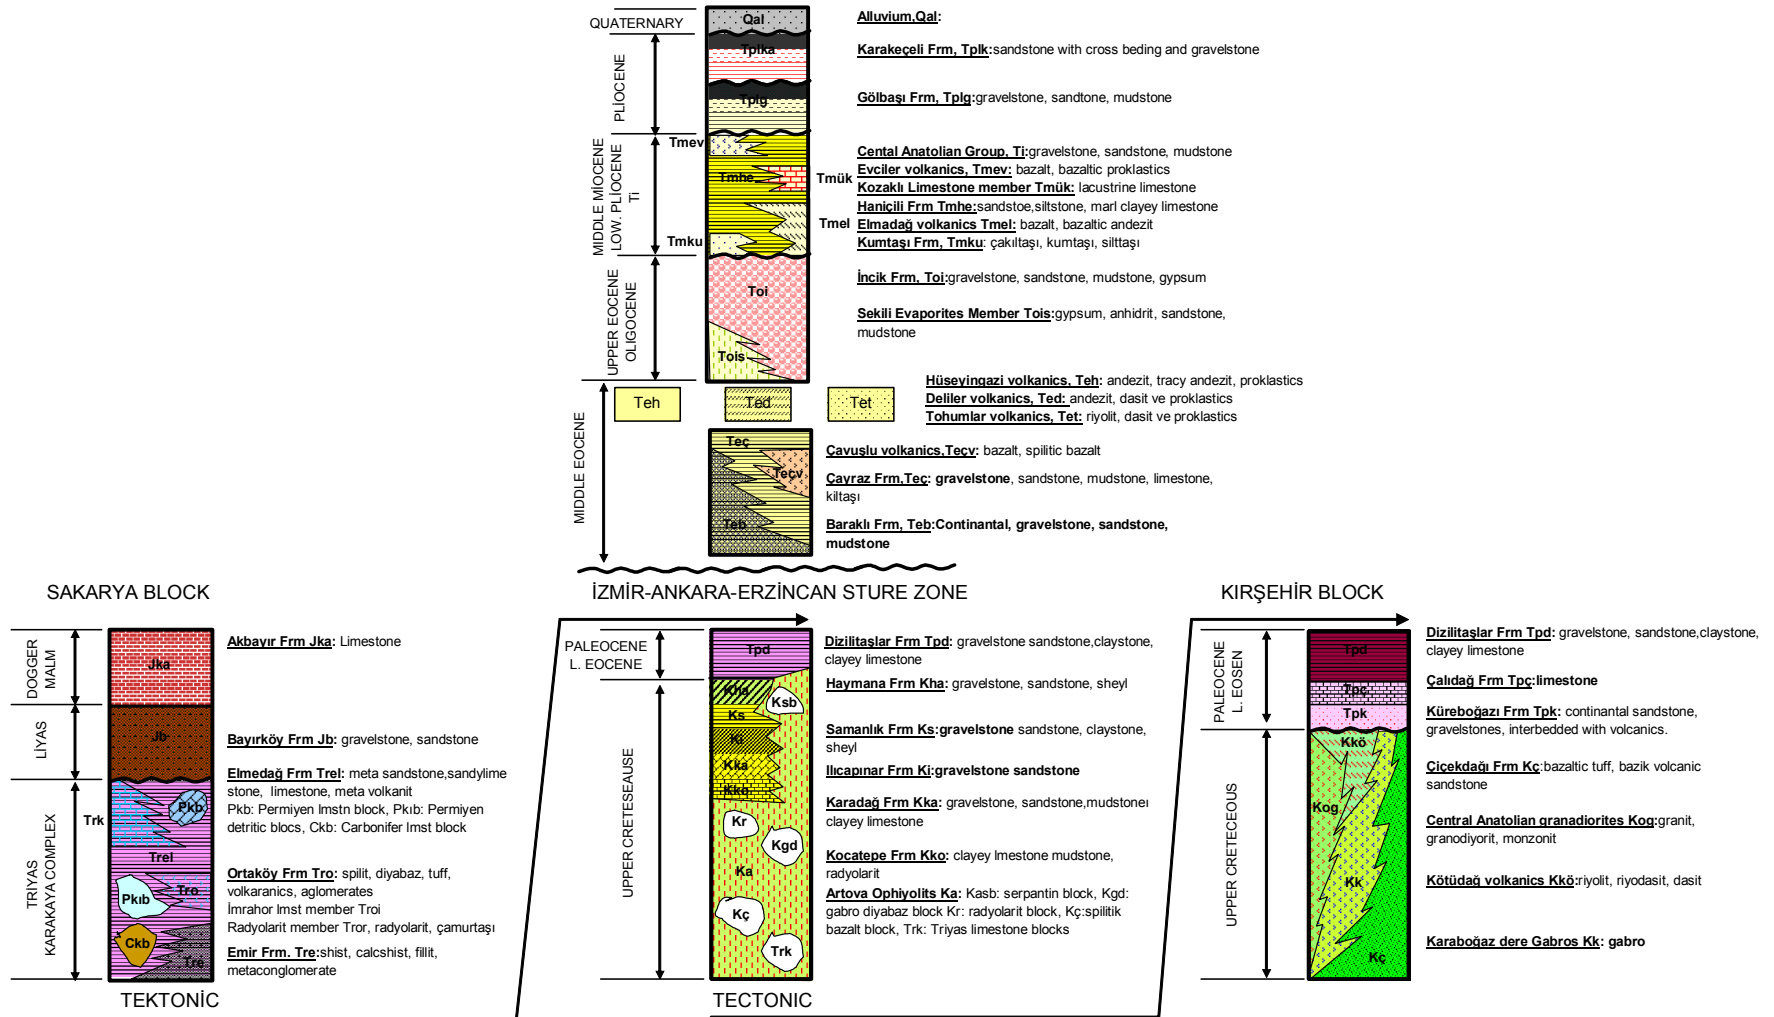 QUATERNARY
PLİOCENE
MIDDLE MİOCENE
LOW. PLİOCENE
Ti
UPPER EOCENE
OLIGOCENE
MIDDLE EOCENE
Qal
Tplka
Tplg
Tmev
Tmhe
Tmük
Tmel
Tmku
Toi
Tois
Teh
Ted
Tet
Teç
Teçv
Teb
Alluvium,Qal:
Karakeçeli Frm, Tplk:sandstone with cross beding and gravelstone
Gölbaşı Frm, Tplg:gravelstone, sandtone, mudstone
Cental Anatolian Group, Ti:gravelstone, sandstone, mudstone
Evciler volkanics, Tmev: bazalt, bazaltic proklastics
Kozaklı Limestone member Tmük: lacustrine limestone
Haniçili Frm Tmhe:sandstoe,siltstone, marl clayey limestone
Elmadağ volkanics Tmel: bazalt, bazaltic andezit
Kumtaşı Frm, Tmku: çakıltaşı, kumtaşı, silttaşı
İncik Frm, Toi:gravelstone, sandstone, mudstone, gypsum
Sekili Evaporites Member Tois:gypsum, anhidrit, sandstone,
mudstone
Hüseyingazi volkanics, Teh: andezit, tracy andezit, proklastics
Deliler volkanics, Ted: andezit, dasit ve proklastics
Tohumlar volkanics, Tet: riyolit, dasit ve proklastics
Çavuşlu volkanics,Teçv: bazalt, spilitic bazalt
Çayraz Frm,Teç: gravelstone, sandstone, mudstone, limestone,
kiltaşı
Baraklı Frm, Teb:Continantal, gravelstone, sandstone,
mudstone
SAKARYA BLOCK
DOGGER
MALM
LİYAS
TRİYAS
KARAKAYA COMPLEX
Jka
Jb
Trk
Pkb
Trel
Tro
Pkıb
Ckb
Tre
TEKTONİC
Akbayır Frm Jka: Limestone
Bayırköy Frm Jb: gravelstone, sandstone
Elmedağ Frm Trel: meta sandstone,sandylime
stone, limestone, meta volkanit
Pkb: Permiyen lmstn block, Pkıb: Permiyen
detritic blocs, Ckb: Carbonifer lmst block
Ortaköy Frm Tro: spilit, diyabaz, tuff,
volkaranics, aglomerates
İmrahor lmst member Troi
Radyolarit member Tror, radyolarit, çamurtaşı
Emir Frm. Tre:shist, calcshist, fillit,
metaconglomerate
İZMİR-ANKARA-ERZİNCAN STURE ZONE
PALEOCENE
L. EOCENE
UPPER CRETESEAUSE
Tpd
Kha
Ksb
Ks
Ki
Kka
Kko
Kr
Kgd
Ka
Kç
Trk
TECTONIC
Dizilitaşlar Frm Tpd: gravelstone sandstone,claystone,
clayey limestone
Haymana Frm Kha: gravelstone, sandstone, sheyl
Samanlık Frm Ks:gravelstone sandstone, claystone,
sheyl
Ilıcapınar Frm Ki:gravelstone sandstone
Karadağ Frm Kka: gravelstone, sandstone,mudstoneı
clayey limestone
Kocatepe Frm Kko: clayey lmestone mudstone,
radyolarit
Artova Ophiyolits Ka: Kasb: serpantin block, Kgd:
gabro diyabaz block Kr: radyolarit block, Kç:spilitik
bazalt block, Trk: Triyas limestone blocks
KIRŞEHİR BLOCK
PALEOCENE
L. EOSEN
UPPER CRETECEOUS
Tpd
Tpç
Tpk
Kkö
Kog
Kk
Kç
Dizilitaşlar Frm Tpd: gravelstone, sandstone,claystone,
clayey limestone
Çalıdağ Frm Tpç:limestone
Küreboğazı Frm Tpk: continantal sandstone,
gravelstones, interbedded with volcanics.
Çiçekdağı Frm Kç:bazaltic tuff, bazik volcanic
sandstone
Central Anatolian granadiorites Kog:granit,
granodiyorit, monzonit
Kötüdağ volkanics Kkö:riyolit, riyodasit, dasit
Karaboğaz dere Gabros Kk: gabro